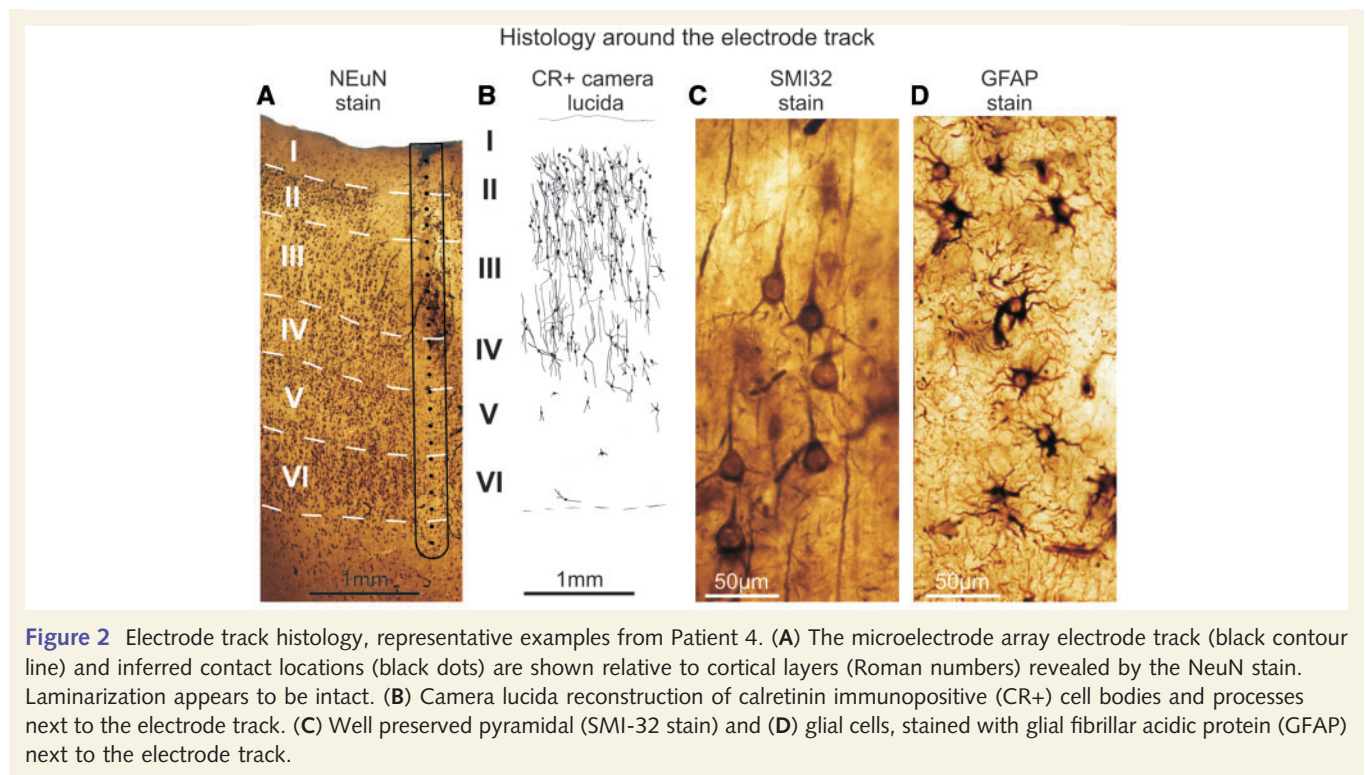 Histology around the electrode track
A
NEuN
stain
B
CR+ camera
lucida
C
SMI32
stain
D
GFAP
stain
I
II
III
IV
V
VI
1mm
I
II
III
IV
V
VI
1mm
50µm
50µm
Figure 2 Electrode track histology, representative examples from Patient 4. (A) The microelectrode array electrode track (black contour
line) and inferred contact locations (black dots) are shown relative to cortical layers (Roman numbers) revealed by the NeuN stain.
Laminarization appears to be intact. (B) Camera lucida reconstruction of calretinin immunopositive (CR+) cell bodies and processes
next to the electrode track. (C) Well preserved pyramidal (SMI-32 stain) and (D) glial cells, stained with glial fibrillar acidic protein (GFAP)
next to the electrode track.